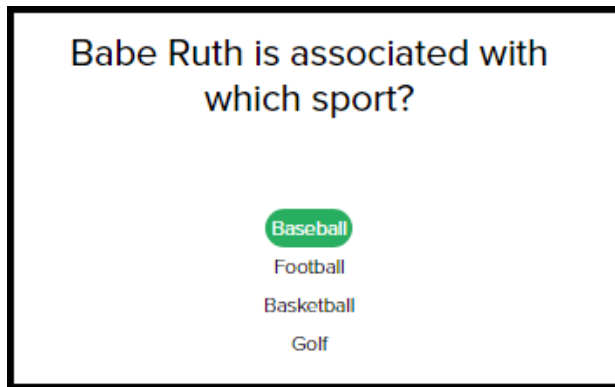 Babe Ruth is associated with
which sport?
Baseball
Football
Basketball
Golf